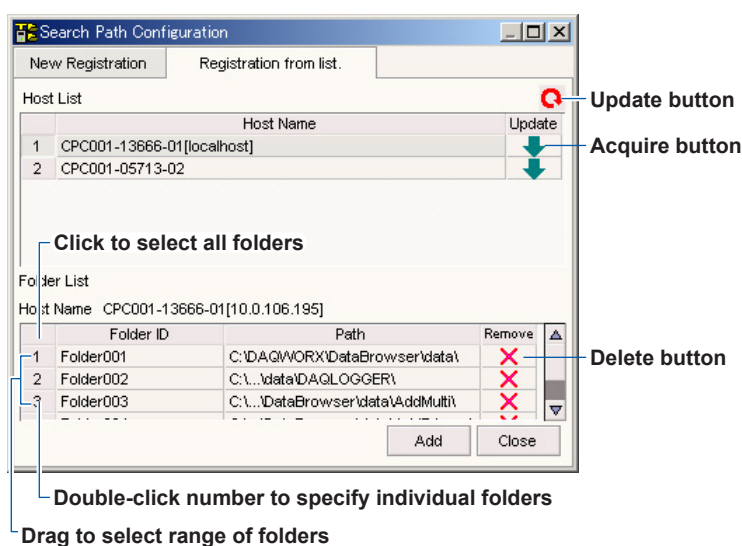 Search Path Configuration
New Registration Registration from list.
Host List
Update button
Host Name Update
1 CPC001-13666-01[localhost]
Acquire button
2 CPC001-05713-02
Click to select all folders
Folder List
Host Name CPC001-13666-01[10.0.106.195]
Folder ID Path Remove
1 Folder001 C:\DAQWORX\DataBrowser\data\
Delete button
2 Folder002 C:\...\data\DAQLOGGER\
3 Folder003 C:\...\DataBrowser\data\AddMulti\
Add Close
Double-click number to specify individual folders
Drag to select range of folders